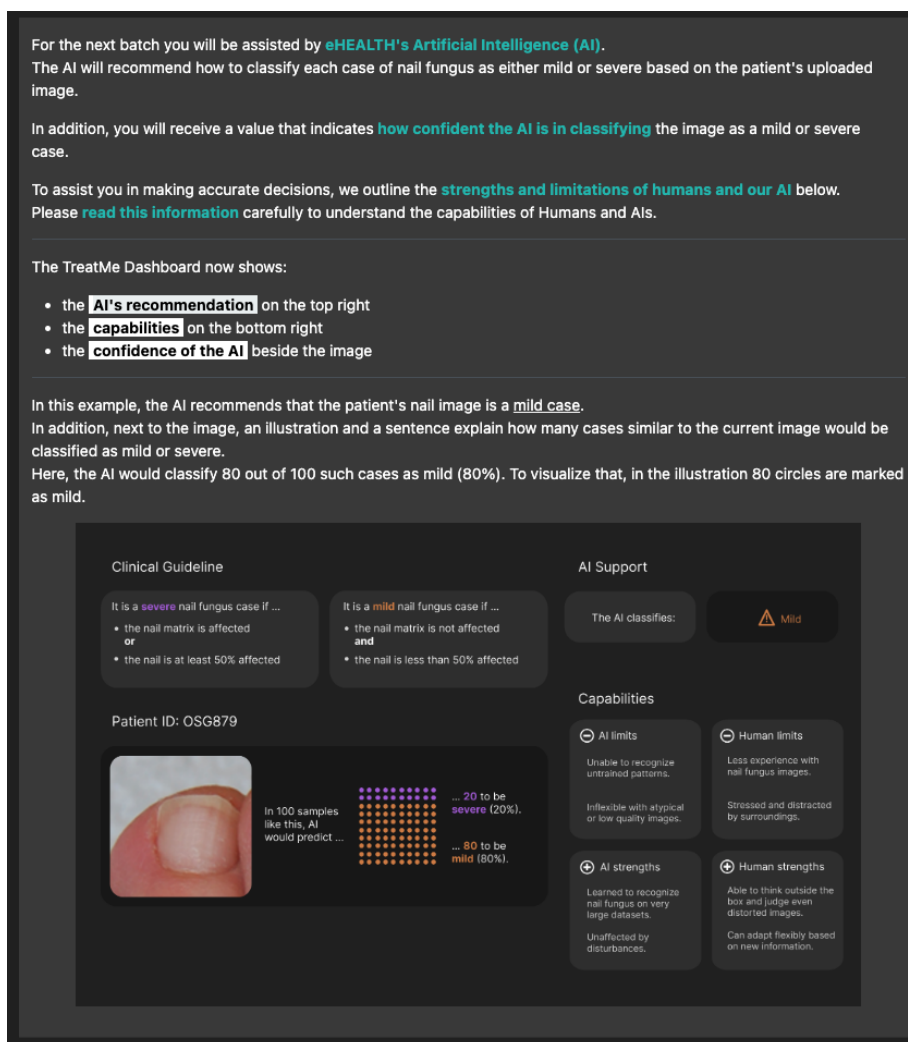 For the next batch you will be assisted by eHEALTH's Artificial Intelligence (AI).
The AI will recommend how to classify each case of nail fungus as either mild or severe based on the patient's uploaded
image.
In addition, you will receive a value that indicates how confident the AI is in classifying the image as a mild or severe
case.
To assist you in making accurate decisions, we outline the strengths and limitations of humans and our AI below.
Please read this information carefully to understand the capabilities of Humans and AIs.
The TreatMe Dashboard now shows:
• the AI's recommendation on the top right
• the capabilities on the bottom right
• the confidence of the AI beside the image
In this example, the AI recommends that the patient's nail image is a mild case.
In addition, next to the image, an illustration and a sentence explain how many cases similar to the current image would be
classified as mild or severe.
Here, the AI would classify 80 out of 100 such cases as mild (80%). To visualize that, in the illustration 80 circles are marked
as mild.
Clinical Guideline
It is a severe nail fungus case if ...
• the nail matrix is affected
or
• the nail is at least 50% affected
It is a mild nail fungus case if ...
• the nail matrix is not affected
and
• the nail is less than 50% affected
Patient ID: OSG879
In 100 samples
like this, AI
would predict ...
... 20 to be
severe (20%).
... 80 to be
mild (80%).
AI Support
The AI classifies:
Mild
Capabilities
AI limits
Unable to recognize
untrained patterns.
Inflexible with atypical
or low quality images.
Human limits
Less experience with
nail fungus images.
Stressed and distracted
by surroundings.
AI strengths
Learned to recognize
nail fungus on very
large datasets.
Unaffected by
disturbances.
Human strengths
Able to think outside the
box and judge even
distorted images.
Can adapt flexibly based
on new information.